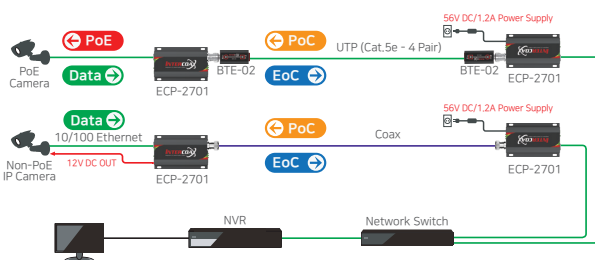 56V DC/1.2A Power Supply
PoE
PoC
UTP (Cat.5e - 4 Pair)
Data
EoC
BTE-02
BTE-02
PoE
Camera
ECP-2701
ECP-2701
Data
10/100 Ethernet
PoC
Coax
56V DC/1.2A Power Supply
12V DC OUT
EoC
Non-PoE
IP Camera
ECP-2701
ECP-2701
NVR
Network Switch